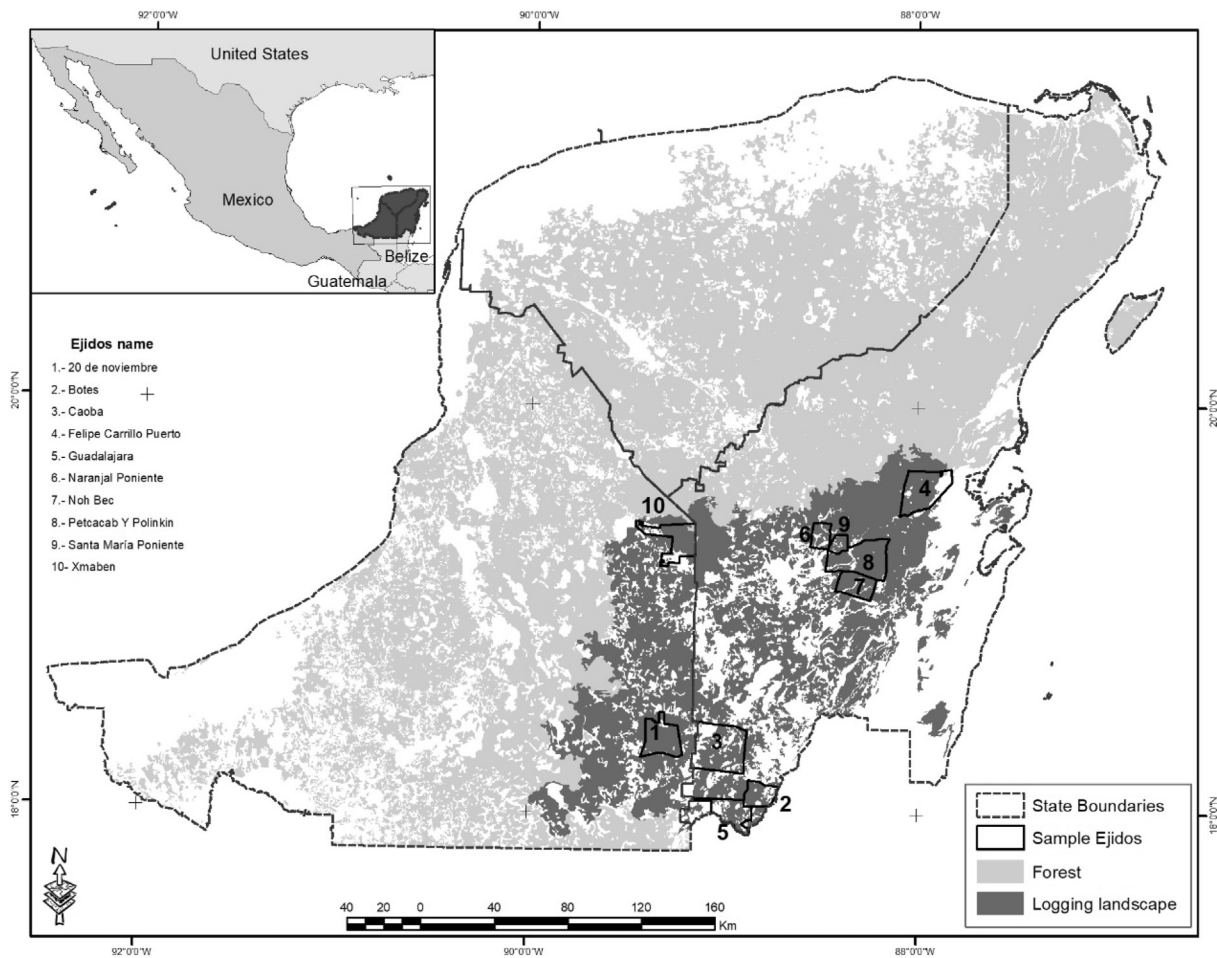 92°0'0"W 90°0'0"W 88°0'0"W
United States
Mexico
Belize
Guatemala
Ejidos name
1.- 20 de noviembre
2.- Botes
3.- Caoba
4.- Felipe Carrillo Puerto
5.- Guadalajara
6.- Naranjal Poniente
7.- Noh Bec
8.- Petcacab Y Polinkin
9.- Santa María Poniente
10- Xmaben
20°0'0"N
20°0'0"N
10
4
6
9
8
7
1
3
2
5
18°0'0"N
18°0'0"N
State Boundaries
Sample Ejidos
Forest
Logging landscape
N
40 20 0 40 80 120 160
Km
92°0'0"W 90°0'0"W 88°0'0"W